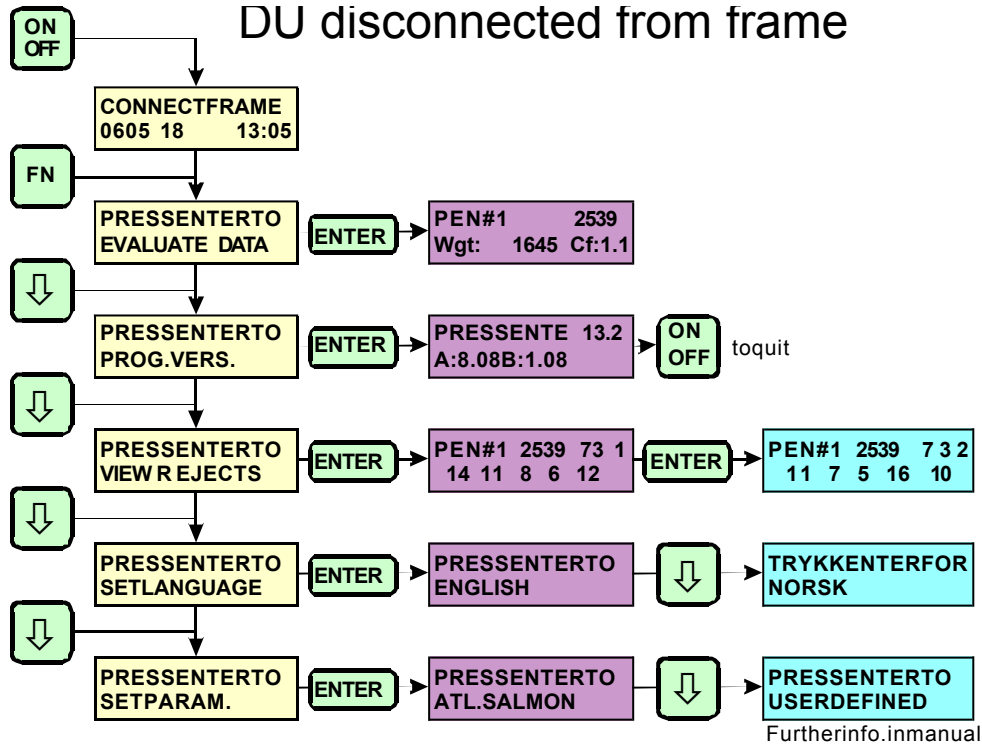 DU disconnected from frame
ON
OFF
CONNECTFRAME
0605 18 13:05
FN
PRESSENTERTO
EVALUATE DATA
ENTER
PEN#1 2539
Wgt: 1645 Cf:1.1
PRESSENTERTO
PROG.VERS.
ENTER
PRESSENTE 13.2
A:8.08B:1.08
ON
OFF
toquit
PRESSENTERTO
VIEWR EJECTS
ENTER
PEN#1 2539 73 1
14 11 8 6 12
ENTER
PEN#1 2539 7 3 2
11 7 5 16 10
PRESSENTERTO
SETLANGUAGE
ENTER
PRESSENTERTO
ENGLISH
TRYKKENTERFOR
NORSK
PRESSENTERTO
SETPARAM.
ENTER
PRESSENTERTO
ATL.SALMON
PRESSENTERTO
USERDEFINED
Furtherinfo.inmanual